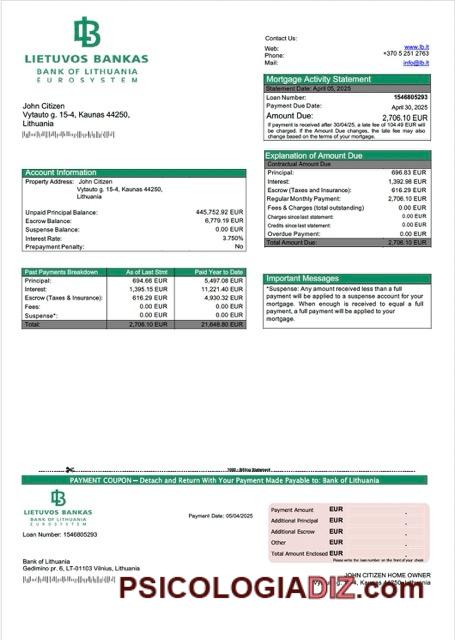 LIETUVOS BANKAS
BANK OF LITHUANIA
EUROSYSTEM
Contact Us:
Web: www.lb.lt
Phone: +370 5 251 2763
Mail: info@lb.lt
Mortgage Activity Statement
Statement Date: April 05, 2025
Loan Number: 1546805293
Payment Due Date: April 30, 2025
Amount Due: 2,706.10 EUR
If payment is received after 30/04/25, a late fee of 104.49 EUR will
be charged. If the Amount Due changes, the late fee may also
change based on the terms of your mortgage.
John Citizen
Vytauto g. 15-4, Kaunas 44250,
Lithuania
Explanation of Amount Due
Contractual Amount Due
Principal: 696.83 EUR
Interest: 1,392.98 EUR
Escrow (Taxes and Insurance): 616.29 EUR
Regular Monthly Payment: 2,706.10 EUR
Fees & Charges (total outstanding) 0.00 EUR
Charges since last statement: 0.00 EUR
Credits since last statement: 0.00 EUR
Overdue Payment: 0.00 EUR
Total Amount Due: 2,706.10 EUR
Account Information
Property Address: John Citizen
Vytauto g. 15-4, Kaunas 44250,
Lithuania
Unpaid Principal Balance: 445,752.92 EUR
Escrow Balance: 6,779.19 EUR
Suspense Balance: 0.00 EUR
Interest Rate: 3.750%
Prepayment Penalty: No
Past Payments Breakdown As of Last Stmt Paid Year to Date
Principal: 694.66 EUR 5,497.08 EUR
Interest: 1,395.15 EUR 11,221.40 EUR
Escrow (Taxes & Insurance): 616.29 EUR 4,930.32 EUR
Fees: 0.00 EUR 0.00 EUR
Suspense*: 0.00 EUR 0.00 EUR
Total: 2,706.10 EUR 21,648.80 EUR
Important Messages
*Suspense: Any amount received less than a full
payment will be applied to a suspense account for your
mortgage. When enough is received to equal a full
payment, a full payment will be applied to your
mortgage.
PAYMENT COUPON – Detach and Return With Your Payment Made Payable to: Bank of Lithuania
LIETUVOS BANKAS
BANK OF LITHUANIA
EUROSYSTEM
Loan Number: 1546805293
Payment Date: 05/04/2025
Payment Amount EUR
Additional Principal EUR
Additional Escrow EUR
Other EUR
Total Amount Enclosed EUR
Please write the loan number on the front of your check
Bank of Lithuania
Gedimino pr. 6, LT-01103 Vilnius, Lithuania
JOHN CITIZEN HOME OWNER
PSICOLOGIADIZ.com